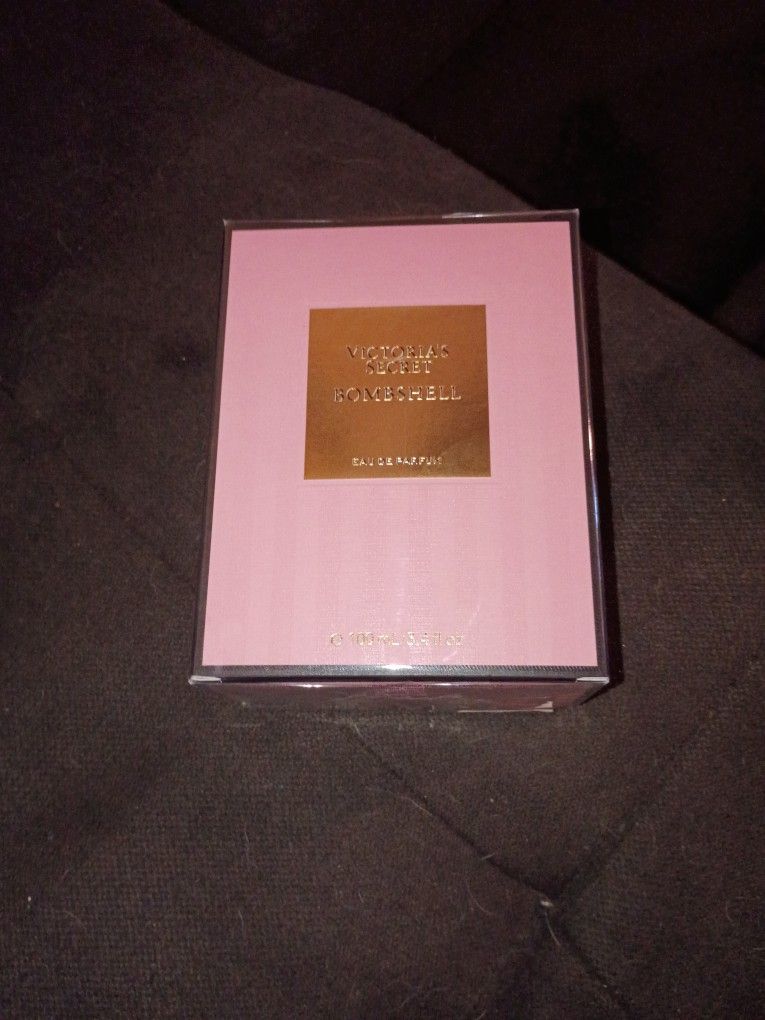 VICTORIA'S
SECRET
BOMBSHELL
EAU DE PARFUM
℮ 100 mL/3.4 fl oz